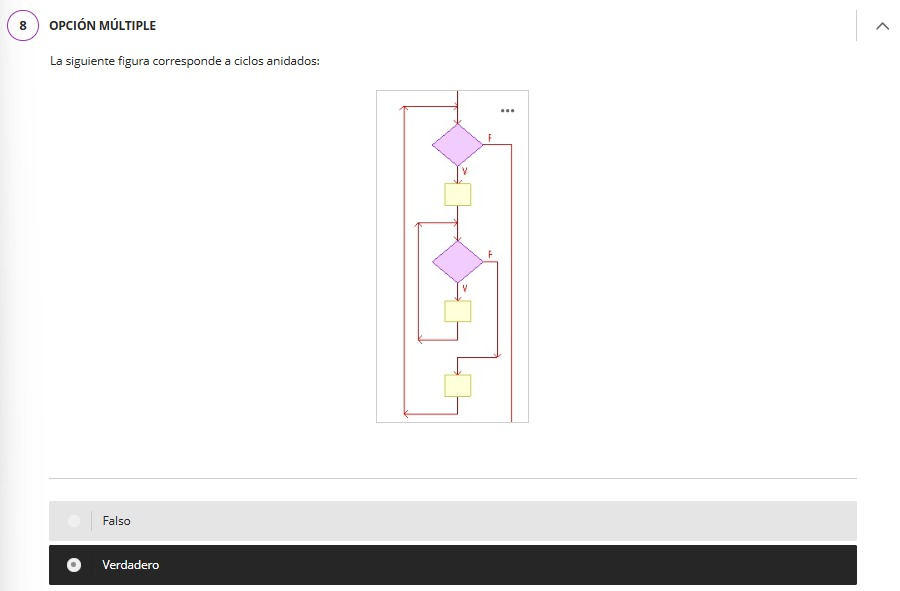 8 OPCIÓN MÚLTIPLE
La siguiente figura corresponde a ciclos anidados:
F
V
F
V
Falso
Verdadero